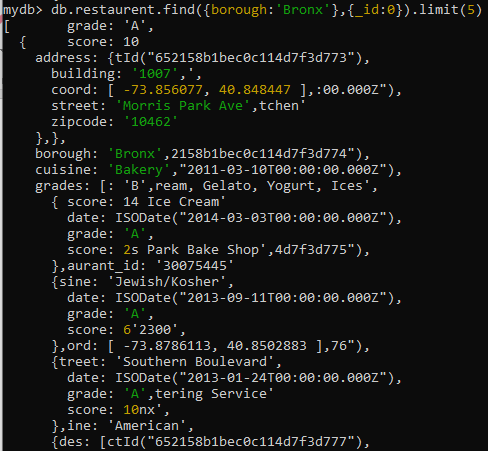 mydb> db.restaurent.find({borough:'Bronx'},{_id:0}).limit(5)
[       grade: 'A',
  {     score: 10
    address: {tId("652158b1bec0c114d7f3d773"),
      building: '1007',',
      coord: [ -73.856077, 40.848447 ],:00.000Z"),
      street: 'Morris Park Ave',tchen'
      zipcode: '10462'
    },},
    borough: 'Bronx',2158b1bec0c114d7f3d774"),
    cuisine: 'Bakery',"2011-03-10T00:00:00.000Z"),
    grades: [: 'B',ream, Gelato, Yogurt, Ices',
      { score: 14 Ice Cream'
        date: ISODate("2014-03-03T00:00:00.000Z"),
        grade: 'A',
        score: 2s Park Bake Shop',4d7f3d775"),
      },aurant_id: '30075445'
      {sine: 'Jewish/Kosher',
        date: ISODate("2013-09-11T00:00:00.000Z"),
        grade: 'A',
        score: 6'2300',
      },ord: [ -73.8786113, 40.8502883 ],76"),
      {treet: 'Southern Boulevard',
        date: ISODate("2013-01-24T00:00:00.000Z"),
        grade: 'A',tering Service'
        score: 10nx',
      },ine: 'American',
      {des: [ctId("652158b1bec0c114d7f3d777"),